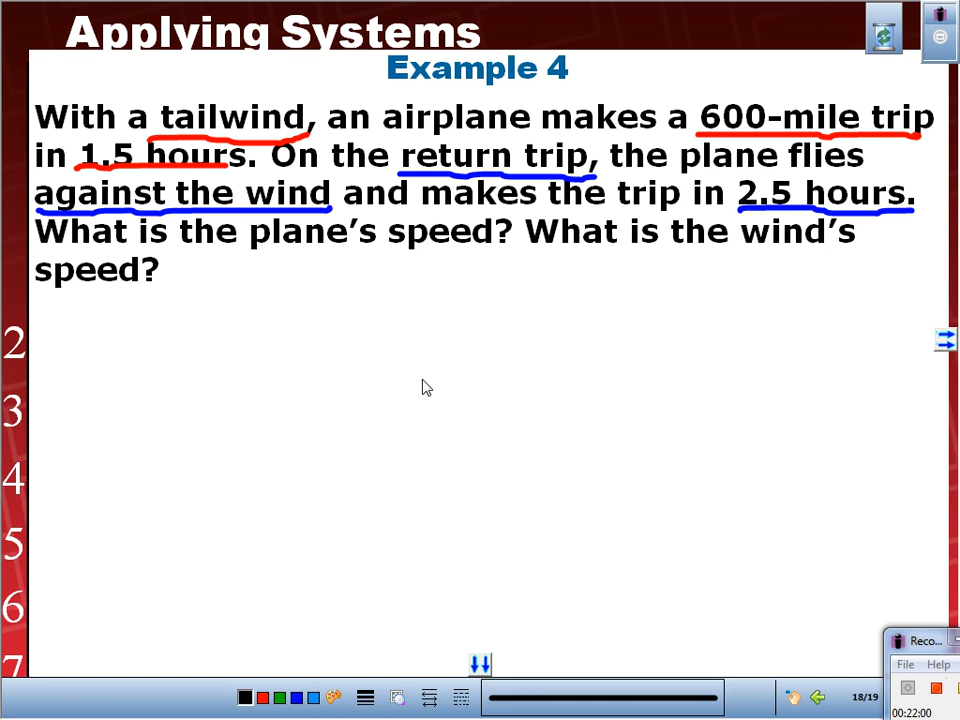 Applying Systems
Example 4
With a tailwind, an airplane makes a 600-mile trip
in 1.5 hours. On the return trip, the plane flies
against the wind and makes the trip in 2.5 hours.
What is the plane's speed? What is the wind's
speed?
2
3
4
5
6
7
18/19
Reco...
File Help
00:22:00